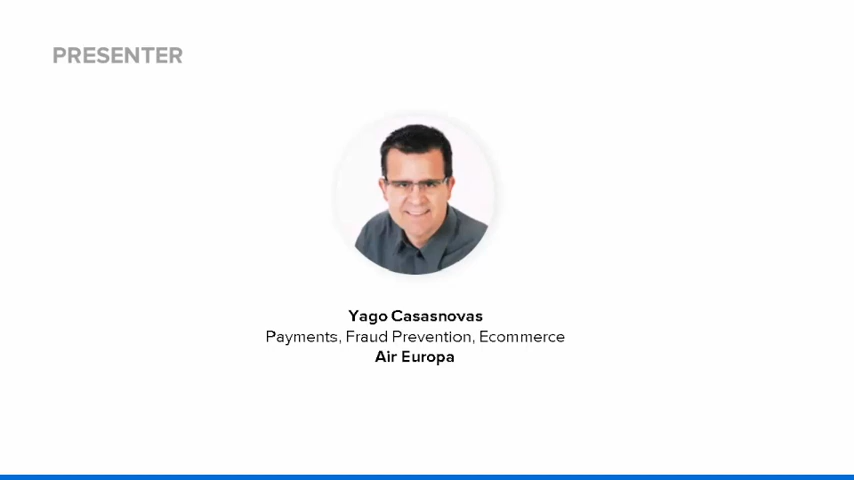 PRESENTER
Yago Casasnovas
Payments, Fraud Prevention, Ecommerce
Air Europa